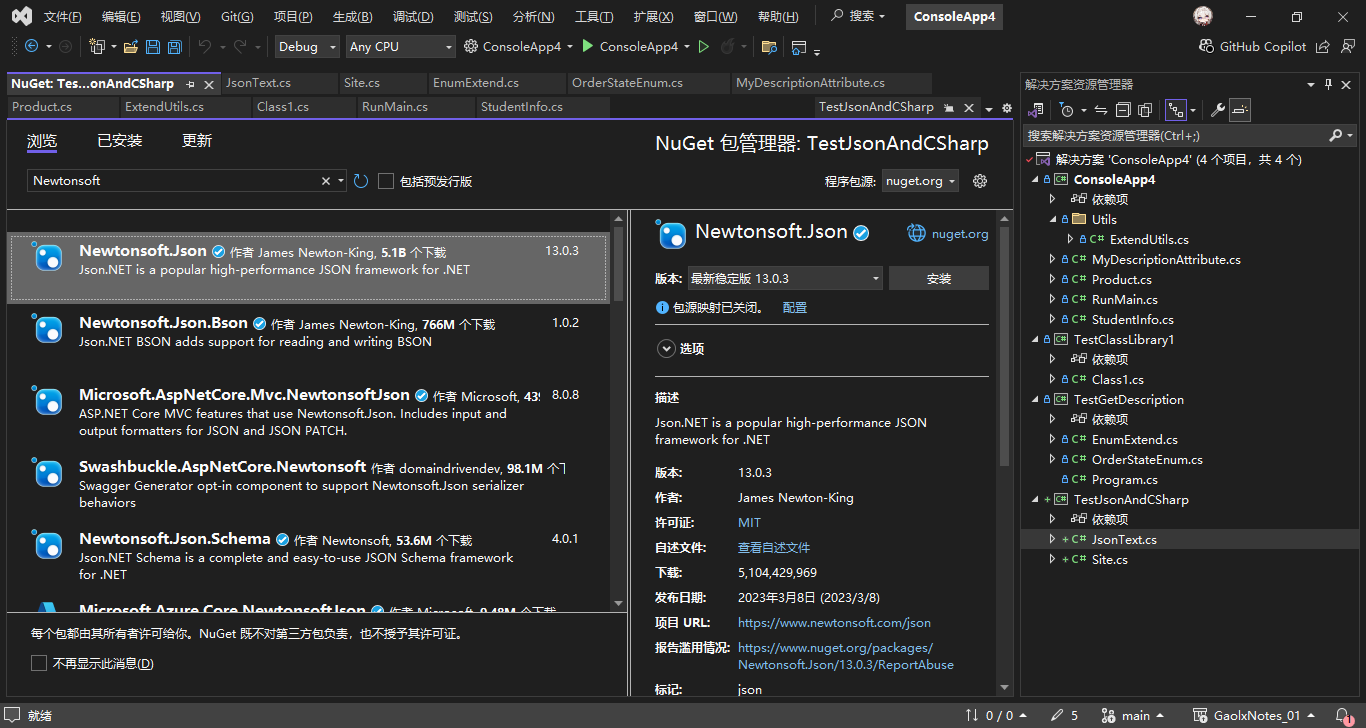 文件(F) 编辑(E) 视图(V) Git(G) 项目(P) 生成(B) 调试(D) 测试(S) 分析(N) 工具(T) 扩展(X) 窗口(W) 帮助(H) 搜索 ConsoleApp4
Debug Any CPU ConsoleApp4 ConsoleApp4 GitHub Copilot
NuGet: Tes...onAndCSharp JsonText.cs Site.cs EnumExtend.cs OrderStateEnum.cs MyDescriptionAttribute.cs
Product.cs ExtendUtils.cs Class1.cs RunMain.cs StudentInfo.cs TestJsonAndCSharp
浏览 已安装 更新
NuGet 包管理器: TestJsonAndCSharp
Newtonsoft
包括预发行版
程序包源: nuget.org
Newtonsoft.Json 作者 James Newton-King, 5.1B 个下载 13.0.3
Json.NET is a popular high-performance JSON framework for .NET
Newtonsoft.Json.Bson 作者 James Newton-King, 766M 个下载 1.0.2
Json.NET BSON adds support for reading and writing BSON
Microsoft.AspNetCore.Mvc.NewtonsoftJson 作者 Microsoft, 8.0.8
ASP.NET Core MVC features that use Newtonsoft.Json. Includes input and
output formatters for JSON and JSON PATCH.
Swashbuckle.AspNetCore.Newtonsoft 作者 domaindrivendev, 98.1M 个下
Swagger Generator opt-in component to support Newtonsoft.Json serializer
behaviors
Newtonsoft.Json.Schema 作者 Newtonsoft, 53.6M 个下载 4.0.1
Json.NET Schema is a complete and easy-to-use JSON Schema framework
for .NET
Microsoft.Azure.Core.NewtonsoftJson 作者 Microsoft, 9.48M 个下载
每个包都由其所有者许可给你。NuGet 既不对第三方包负责，也不授予其许可证。
不再显示此消息(D)
Newtonsoft.Json nuget.org
版本: 最新稳定版 13.0.3 安装
包源映射已关闭。 配置
选项
描述
Json.NET is a popular high-performance JSON
framework for .NET
版本: 13.0.3
作者: James Newton-King
许可证: MIT
自述文件: 查看自述文件
下载: 5,104,429,969
发布日期: 2023年3月8日 (2023/3/8)
项目 URL: https://www.newtonsoft.com/json
报告滥用情况: https://www.nuget.org/packages/
Newtonsoft.Json/13.0.3/ReportAbuse
标记: json
解决方案资源管理器
搜索解决方案资源管理器(Ctrl+;)
解决方案 'ConsoleApp4' (4 个项目，共 4 个)
ConsoleApp4
依赖项
Utils
ExtendUtils.cs
MyDescriptionAttribute.cs
Product.cs
RunMain.cs
StudentInfo.cs
TestClassLibrary1
依赖项
Class1.cs
TestGetDescription
依赖项
EnumExtend.cs
OrderStateEnum.cs
Program.cs
TestJsonAndCSharp
依赖项
JsonText.cs
Site.cs
就绪 0 / 0 5 main GaolxNotes_01 1